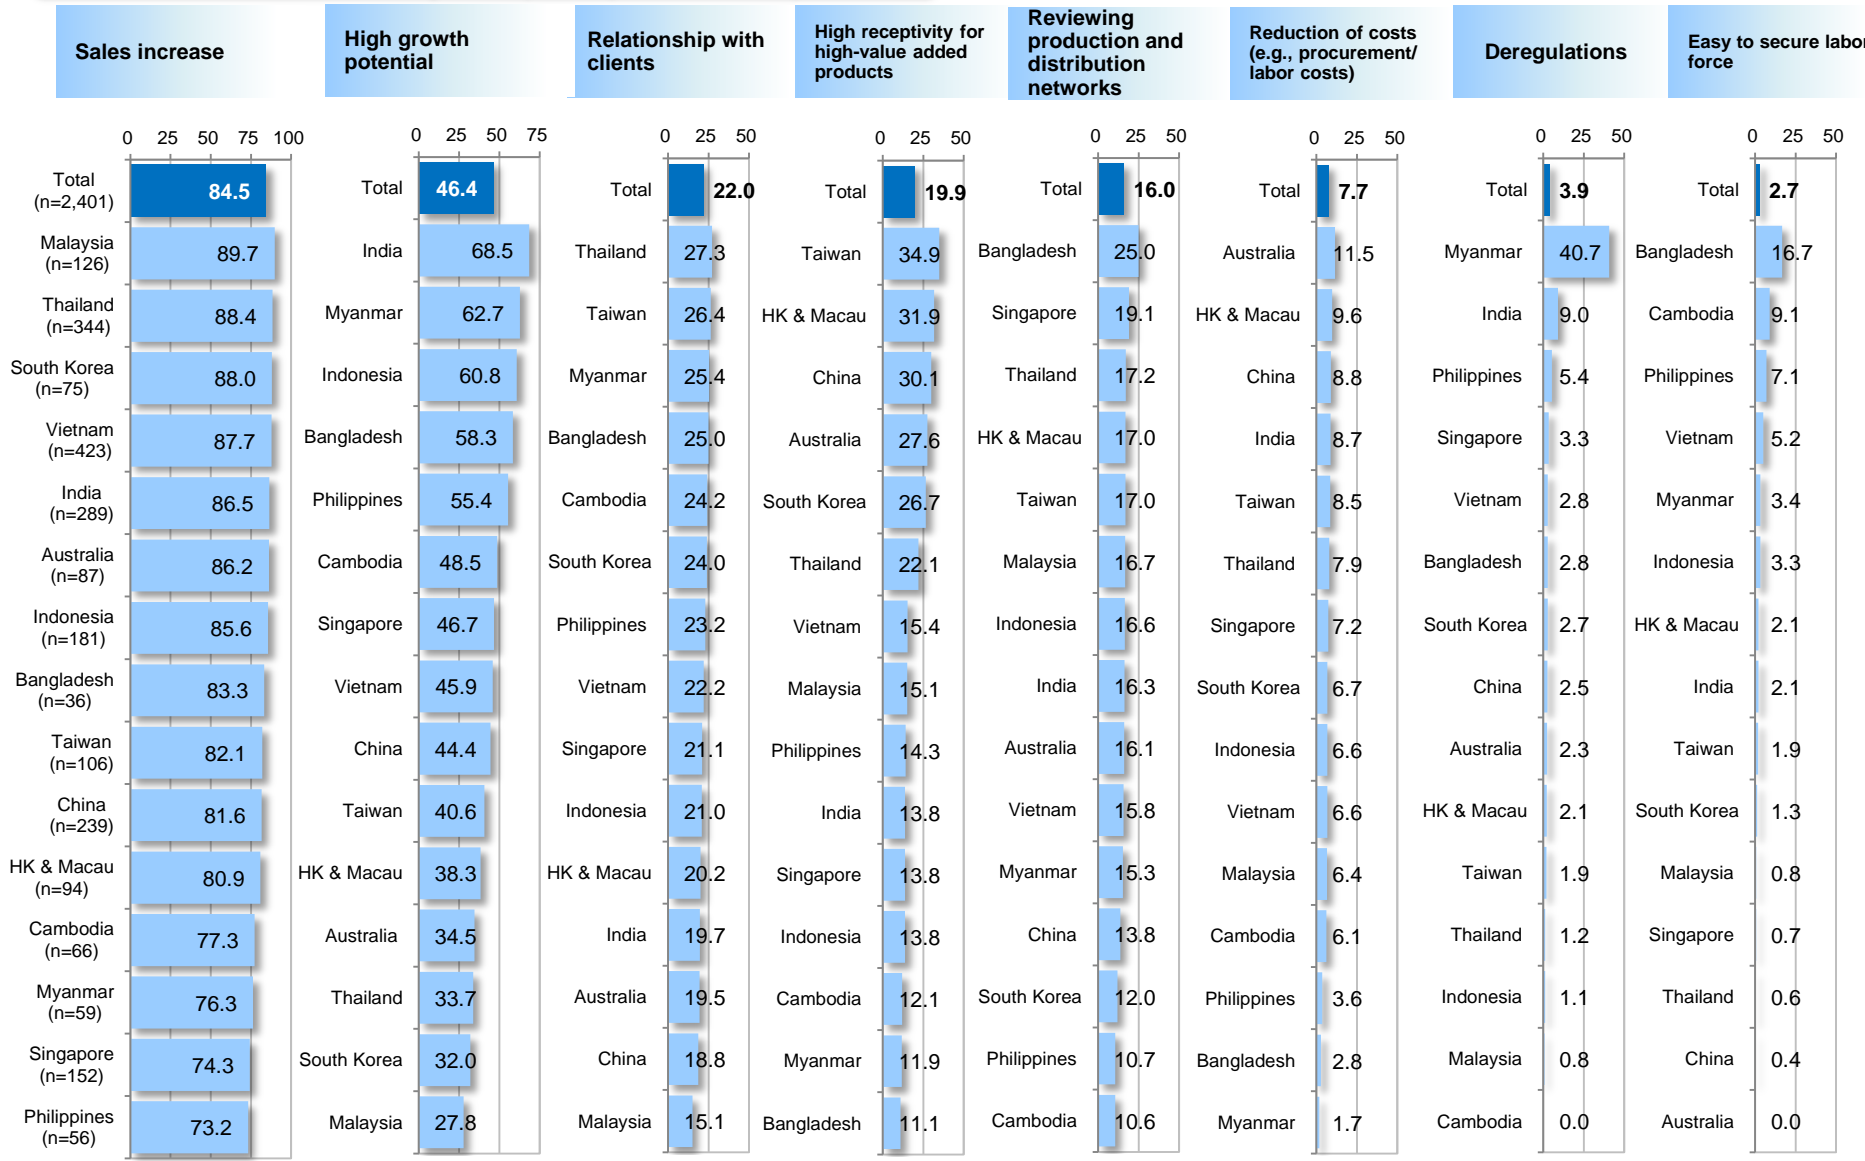 Sales increase
High growth
potential
Relationship with
clients
High receptivity for
high-value added
products
Reviewing
production and
distribution
networks
Reduction of costs
(e.g., procurement/
labor costs)
Deregulations
Easy to secure labor
force
0 25 50 75 100
Total
(n=2,401)
84.5
Malaysia
(n=126)
89.7
Thailand
(n=344)
88.4
South Korea
(n=75)
88.0
Vietnam
(n=423)
87.7
India
(n=289)
86.5
Australia
(n=87)
86.2
Indonesia
(n=181)
85.6
Bangladesh
(n=36)
83.3
Taiwan
(n=106)
82.1
China
(n=239)
81.6
HK & Macau
(n=94)
80.9
Cambodia
(n=66)
77.3
Myanmar
(n=59)
76.3
Singapore
(n=152)
74.3
Philippines
(n=56)
73.2
0 25 50 75
Total 46.4
India 68.5
Myanmar 62.7
Indonesia 60.8
Bangladesh 58.3
Philippines 55.4
Cambodia 48.5
Singapore 46.7
Vietnam 45.9
China 44.4
Taiwan 40.6
HK & Macau 38.3
Australia 34.5
Thailand 33.7
South Korea 32.0
Malaysia 27.8
0 25 50
Total 22.0
Thailand 27.3
Taiwan 26.4
Myanmar 25.4
Bangladesh 25.0
Cambodia 24.2
South Korea 24.0
Philippines 23.2
Vietnam 22.2
Singapore 21.1
Indonesia 21.0
HK & Macau 20.2
India 19.7
Australia 19.5
China 18.8
Malaysia 15.1
0 25 50
Total 19.9
Taiwan 34.9
HK & Macau 31.9
China 30.1
Australia 27.6
South Korea 26.7
Thailand 22.1
Vietnam 15.4
Malaysia 15.1
Philippines 14.3
India 13.8
Singapore 13.8
Indonesia 13.8
Cambodia 12.1
Myanmar 11.9
Bangladesh 11.1
0 25 50
Total 16.0
Bangladesh 25.0
Singapore 19.1
Thailand 17.2
HK & Macau 17.0
Taiwan 17.0
Malaysia 16.7
Indonesia 16.6
India 16.3
Australia 16.1
Vietnam 15.8
Myanmar 15.3
China 13.8
South Korea 12.0
Philippines 10.7
Cambodia 10.6
0 25 50
Total 7.7
Australia 11.5
HK & Macau 9.6
China 8.8
India 8.7
Taiwan 8.5
Thailand 7.9
Singapore 7.2
South Korea 6.7
Indonesia 6.6
Vietnam 6.6
Malaysia 6.4
Cambodia 6.1
Philippines 3.6
Bangladesh 2.8
Myanmar 1.7
0 25 50
Total 3.9
Myanmar 40.7
India 9.0
Philippines 5.4
Singapore 3.3
Vietnam 2.8
Bangladesh 2.8
South Korea 2.7
China 2.5
Australia 2.3
HK & Macau 2.1
Taiwan 1.9
Thailand 1.2
Indonesia 1.1
Malaysia 0.8
Cambodia 0.0
0 25 50
Total 2.7
Bangladesh 16.7
Cambodia 9.1
Philippines 7.1
Vietnam 5.2
Myanmar 3.4
Indonesia 3.3
HK & Macau 2.1
India 2.1
Taiwan 1.9
South Korea 1.3
Malaysia 0.8
Singapore 0.7
Thailand 0.6
China 0.4
Australia 0.0